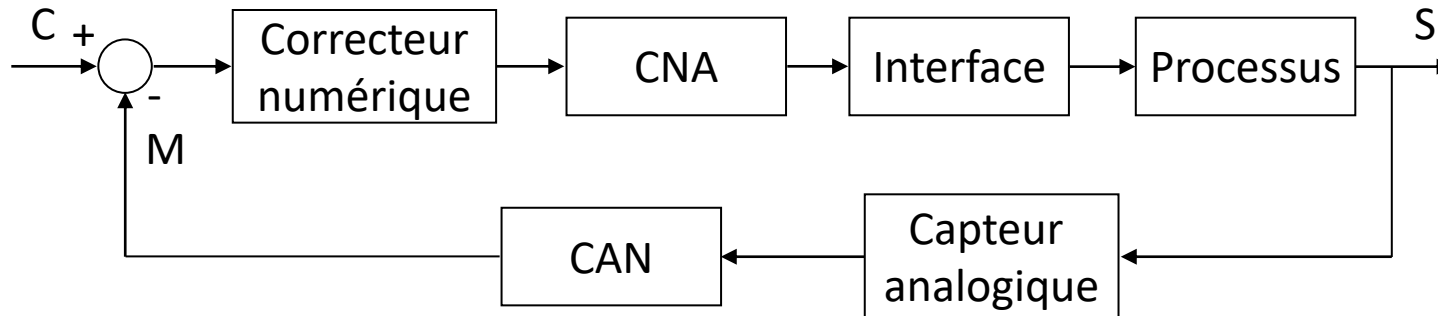 C
+
-
M
Correcteur
numérique
CNA
Interface
Processus
S
CAN
Capteur
analogique